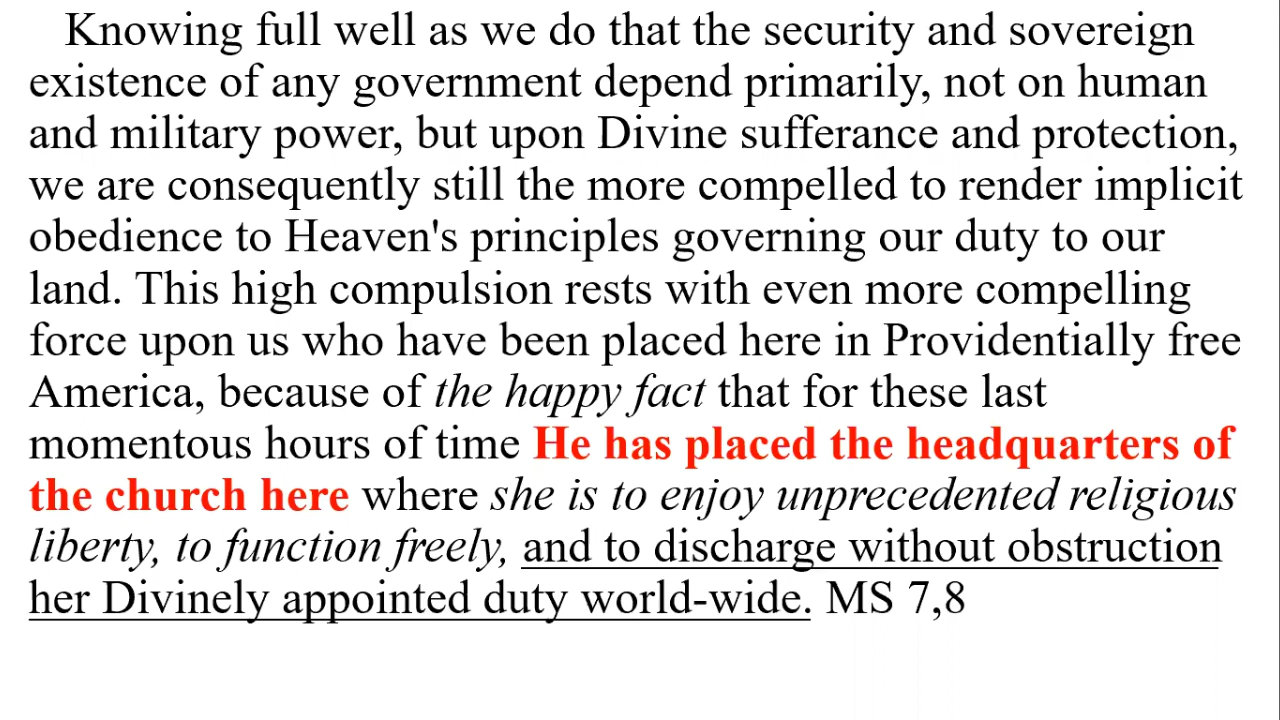 Knowing full well as we do that the security and sovereign
existence of any government depend primarily, not on human
and military power, but upon Divine sufferance and protection,
we are consequently still the more compelled to render implicit
obedience to Heaven's principles governing our duty to our
land. This high compulsion rests with even more compelling
force upon us who have been placed here in Providentially free
America, because of the happy fact that for these last
momentous hours of time He has placed the headquarters of
the church here where she is to enjoy unprecedented religious
liberty, to function freely, and to discharge without obstruction
her Divinely appointed duty world-wide. MS 7,8